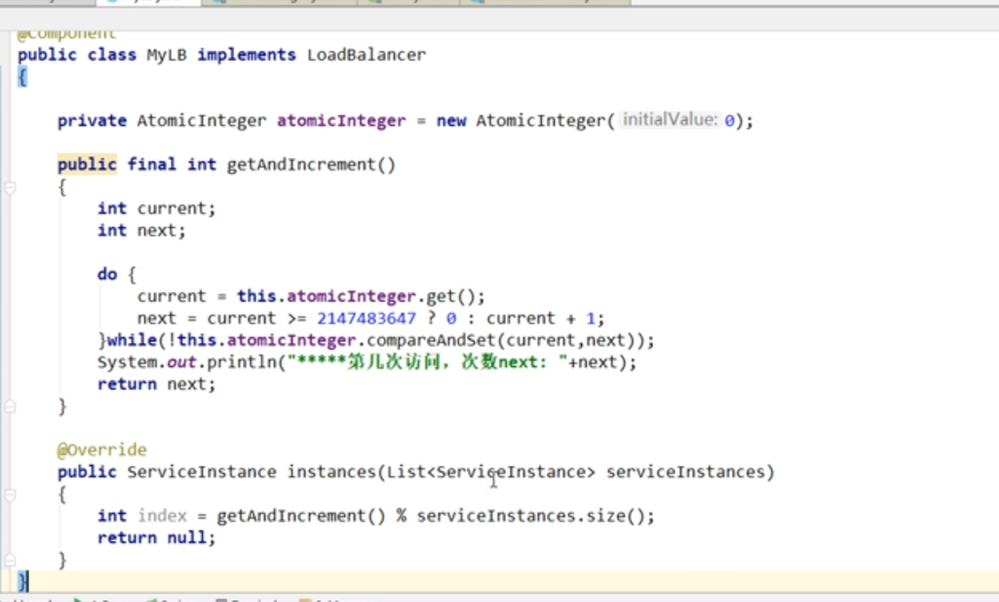 @Component
public class MyLB implements LoadBalancer
{
private AtomicInteger atomicInteger = new AtomicInteger( initialValue: 0);
public final int getAndIncrement()
{
int current;
int next;
do {
current = this.atomicInteger.get();
next = current >= 2147483647 ? 0 : current + 1;
}while(!this.atomicInteger.compareAndSet(current,next));
System.out.println("*****第几次访问，次数next: "+next);
return next;
}
@Override
public ServiceInstance instances(List<ServiceInstance> serviceInstances)
{
int index = getAndIncrement() % serviceInstances.size();
return null;
}
}